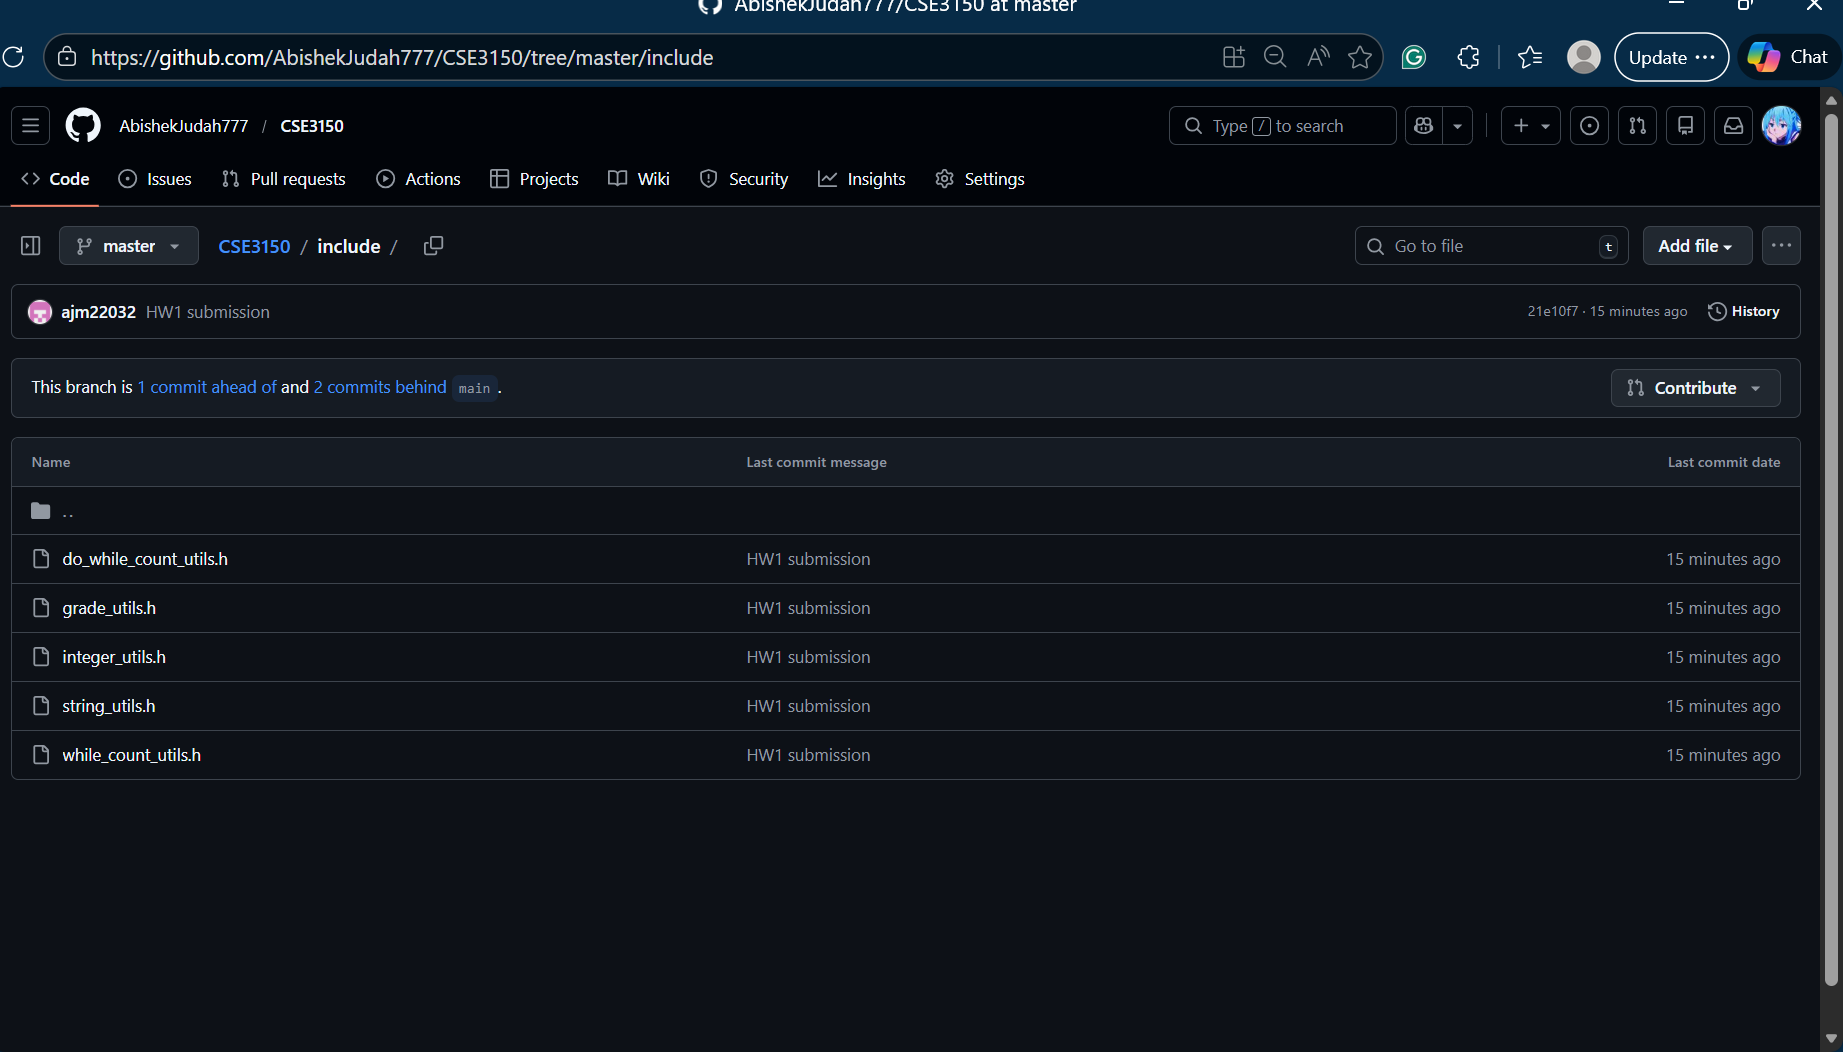 AbishekJudah777/CSE3150 at master
https://github.com/AbishekJudah777/CSE3150/tree/master/include
Update
Chat
AbishekJudah777 / CSE3150
Type / to search
Code Issues Pull requests Actions Projects Wiki Security Insights Settings
master CSE3150 / include /
Go to file t
Add file
ajm22032 HW1 submission
21e10f7 · 15 minutes ago History
This branch is 1 commit ahead of and 2 commits behind main .
Contribute
Name Last commit message Last commit date
..
do_while_count_utils.h HW1 submission 15 minutes ago
grade_utils.h HW1 submission 15 minutes ago
integer_utils.h HW1 submission 15 minutes ago
string_utils.h HW1 submission 15 minutes ago
while_count_utils.h HW1 submission 15 minutes ago